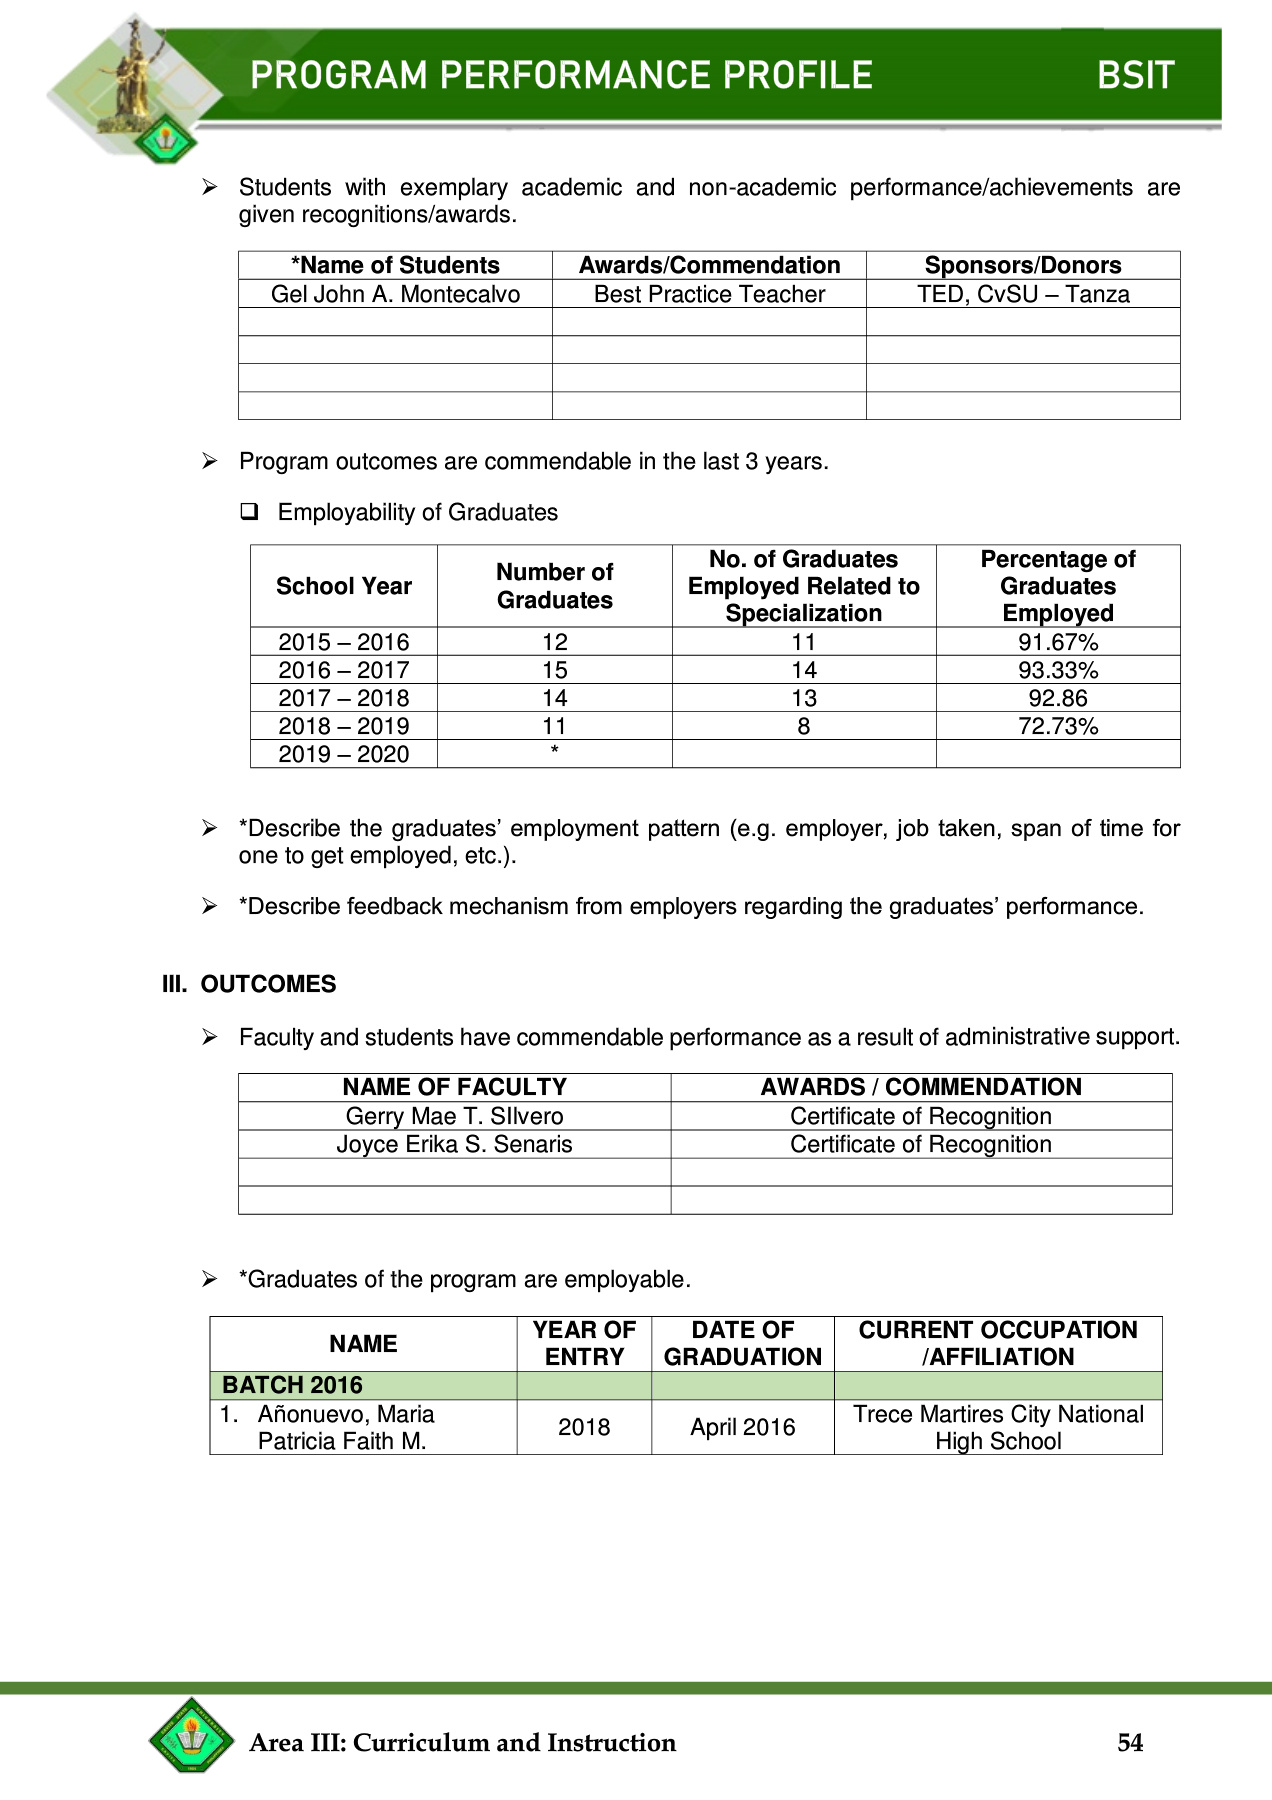 PROGRAM PERFORMANCE PROFILE BSIT
➢ Students with exemplary academic and non-academic performance/achievements are
given recognitions/awards.
*Name of Students Awards/Commendation Sponsors/Donors
Gel John A. Montecalvo Best Practice Teacher TED, CvSU – Tanza
➢ Program outcomes are commendable in the last 3 years.
❑ Employability of Graduates
School Year Number of Graduates No. of Graduates Employed Related to Specialization Percentage of Graduates Employed
2015 – 2016 12 11 91.67%
2016 – 2017 15 14 93.33%
2017 – 2018 14 13 92.86
2018 – 2019 11 8 72.73%
2019 – 2020 *
➢ *Describe the graduates’ employment pattern (e.g. employer, job taken, span of time for
one to get employed, etc.).
➢ *Describe feedback mechanism from employers regarding the graduates’ performance.
III. OUTCOMES
➢ Faculty and students have commendable performance as a result of administrative support.
NAME OF FACULTY AWARDS / COMMENDATION
Gerry Mae T. SIlvero Certificate of Recognition
Joyce Erika S. Senaris Certificate of Recognition
➢ *Graduates of the program are employable.
NAME YEAR OF ENTRY DATE OF GRADUATION CURRENT OCCUPATION /AFFILIATION
BATCH 2016
1. Añonuevo, Maria Patricia Faith M. 2018 April 2016 Trece Martires City National High School
Area III: Curriculum and Instruction 54